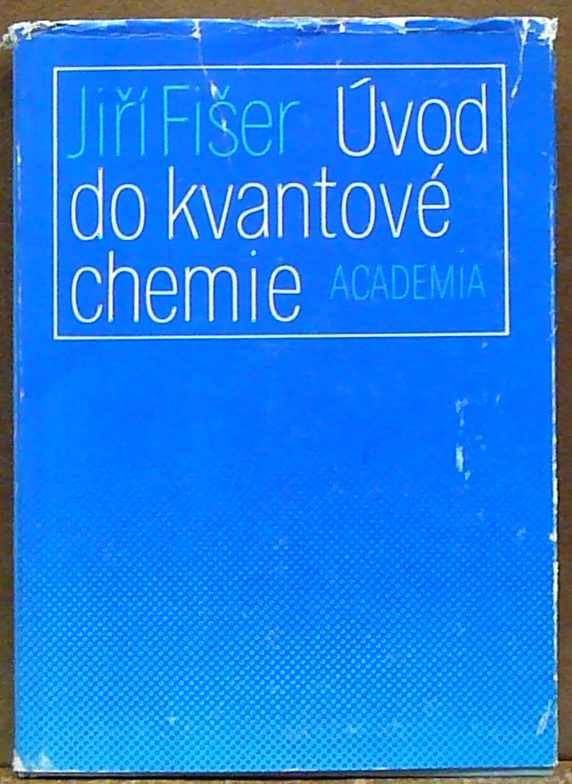 Jiří Fišer Úvod
do kvantové
chemie ACADEMIA